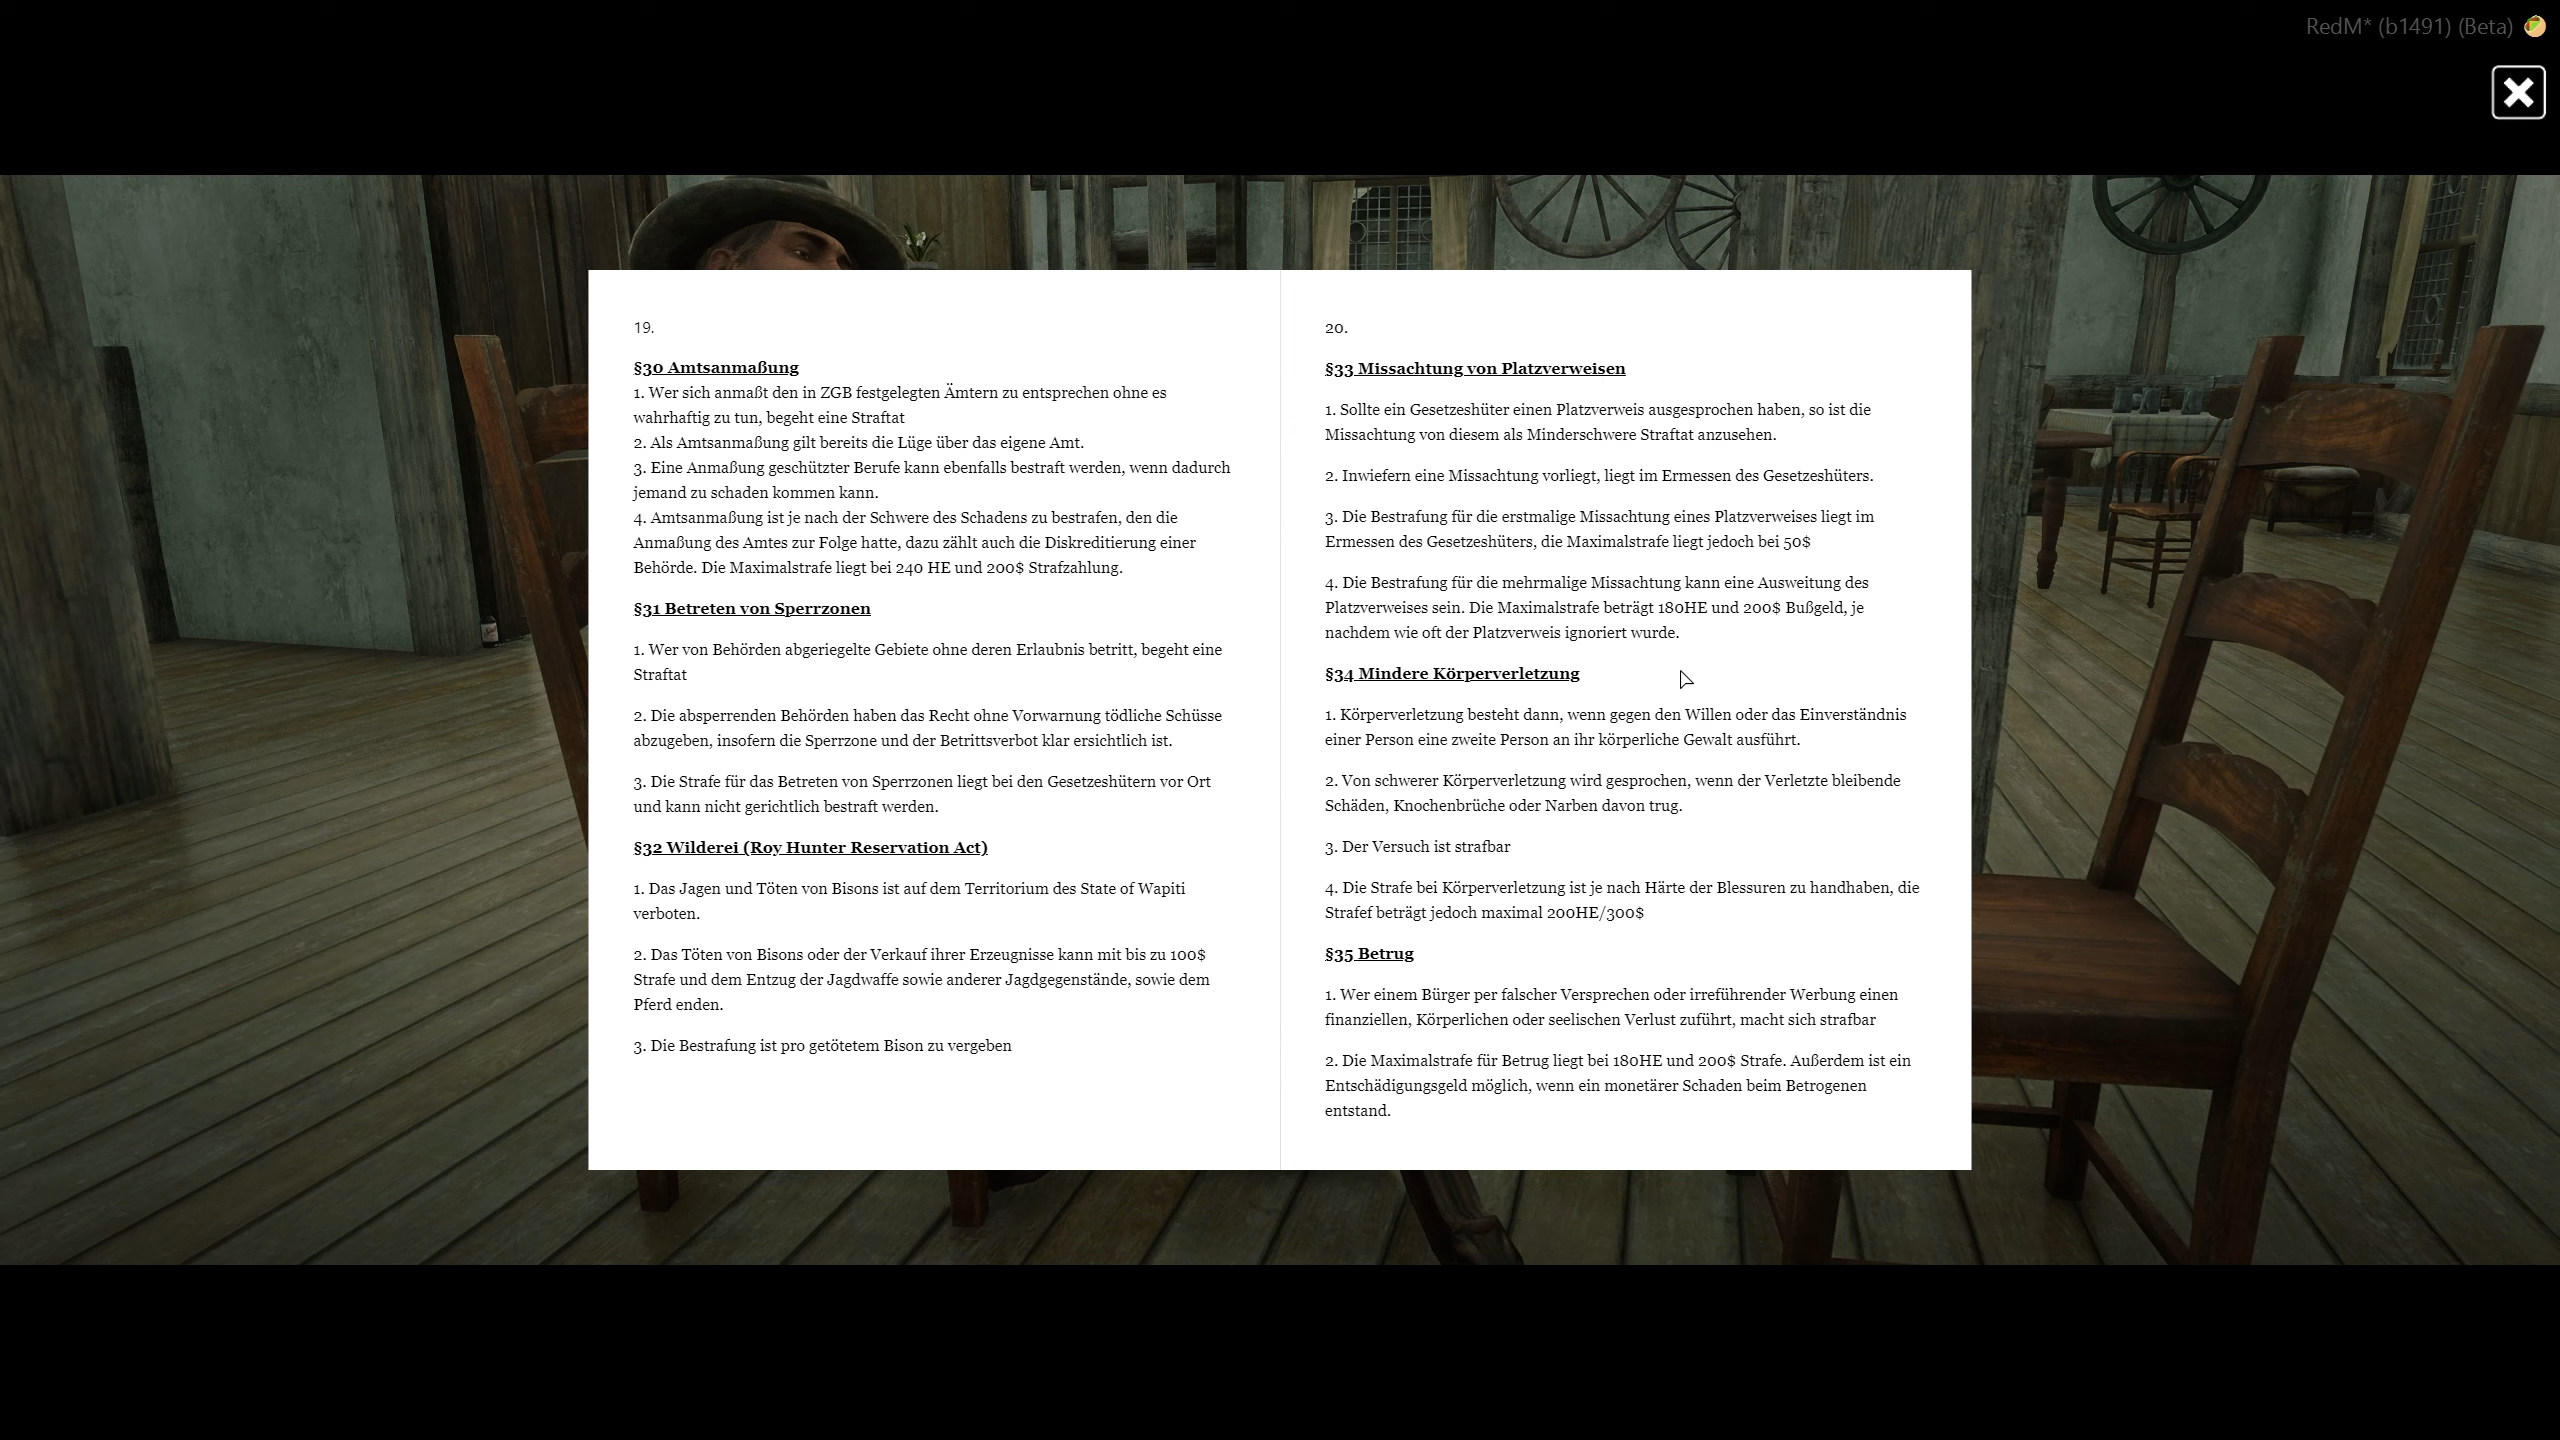 RedM* (b1491) (Beta)
19.
§30 Amtsanmaßung
1. Wer sich anmaßt den in ZGB festgelegten Ämtern zu entsprechen ohne es
wahrhaftig zu tun, begeht eine Straftat
2. Als Amtsanmaßung gilt bereits die Lüge über das eigene Amt.
3. Eine Anmaßung geschützter Berufe kann ebenfalls bestraft werden, wenn dadurch
jemand zu schaden kommen kann.
4. Amtsanmaßung ist je nach der Schwere des Schadens zu bestrafen, den die
Anmaßung des Amtes zur Folge hatte, dazu zählt auch die Diskreditierung einer
Behörde. Die Maximalstrafe liegt bei 240 HE und 200$ Strafzahlung.
§31 Betreten von Sperrzonen
1. Wer von Behörden abgeriegelte Gebiete ohne deren Erlaubnis betritt, begeht eine
Straftat
2. Die absperrenden Behörden haben das Recht ohne Vorwarnung tödliche Schüsse
abzugeben, insofern die Sperrzone und der Betrittsverbot klar ersichtlich ist.
3. Die Strafe für das Betreten von Sperrzonen liegt bei den Gesetzeshütern vor Ort
und kann nicht gerichtlich bestraft werden.
§32 Wilderei (Roy Hunter Reservation Act)
1. Das Jagen und Töten von Bisons ist auf dem Territorium des State of Wapiti
verboten.
2. Das Töten von Bisons oder der Verkauf ihrer Erzeugnisse kann mit bis zu 100$
Strafe und dem Entzug der Jagdwaffe sowie anderer Jagdgegenstände, sowie dem
Pferd enden.
3. Die Bestrafung ist pro getötetem Bison zu vergeben
20.
§33 Missachtung von Platzverweisen
1. Sollte ein Gesetzeshüter einen Platzverweis ausgesprochen haben, so ist die
Missachtung von diesem als Minderschwere Straftat anzusehen.
2. Inwiefern eine Missachtung vorliegt, liegt im Ermessen des Gesetzeshüters.
3. Die Bestrafung für die erstmalige Missachtung eines Platzverweises liegt im
Ermessen des Gesetzeshüters, die Maximalstrafe liegt jedoch bei 50$
4. Die Bestrafung für die mehrmalige Missachtung kann eine Ausweitung des
Platzverweises sein. Die Maximalstrafe beträgt 180HE und 200$ Bußgeld, je
nachdem wie oft der Platzverweis ignoriert wurde.
§34 Mindere Körperverletzung
1. Körperverletzung besteht dann, wenn gegen den Willen oder das Einverständnis
einer Person eine zweite Person an ihr körperliche Gewalt ausführt.
2. Von schwerer Körperverletzung wird gesprochen, wenn der Verletzte bleibende
Schäden, Knochenbrüche oder Narben davon trug.
3. Der Versuch ist strafbar
4. Die Strafe bei Körperverletzung ist je nach Härte der Blessuren zu handhaben, die
Strafef beträgt jedoch maximal 200HE/300$
§35 Betrug
1. Wer einem Bürger per falscher Versprechen oder irreführender Werbung einen
finanziellen, Körperlichen oder seelischen Verlust zuführt, macht sich strafbar
2. Die Maximalstrafe für Betrug liegt bei 180HE und 200$ Strafe. Außerdem ist ein
Entschädigungsgeld möglich, wenn ein monetärer Schaden beim Betrogenen
entstand.